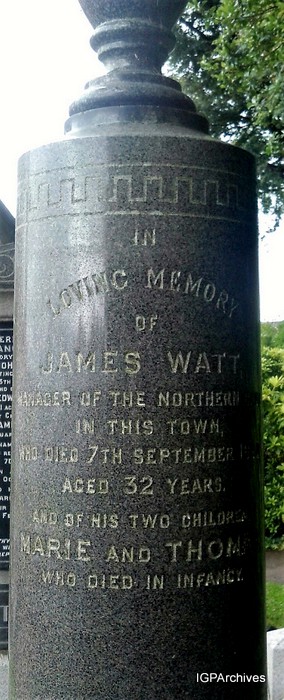 IN
LOVING MEMORY
OF
JAMES WATT
MANAGER OF THE NORTHERN
IN THIS TOWN,
WHO DIED 7TH SEPTEMBER
AGED 32 YEARS.
AND OF HIS TWO CHILDREN
MARIE AND THOM
WHO DIED IN INFANCY.
IGPArchives